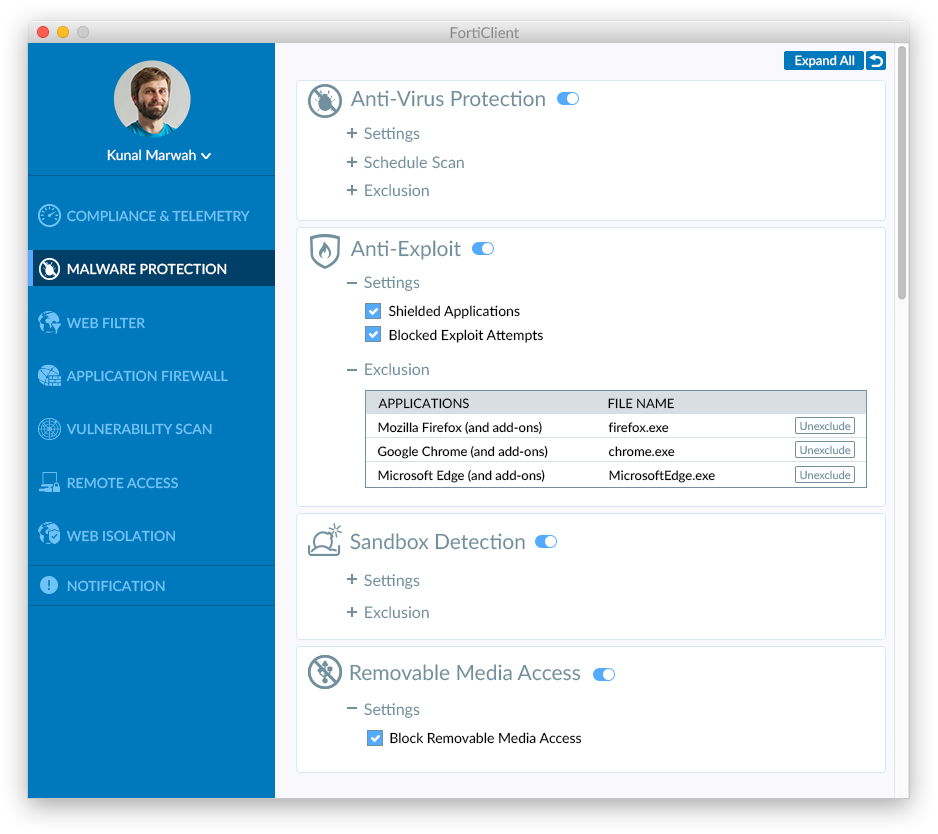 FortiClient
Expand All
Kunal Marwah
COMPLIANCE & TELEMETRY
MALWARE PROTECTION
WEB FILTER
APPLICATION FIREWALL
VULNERABILITY SCAN
REMOTE ACCESS
WEB ISOLATION
NOTIFICATION
Anti-Virus Protection
+ Settings
+ Schedule Scan
+ Exclusion
Anti-Exploit
− Settings
Shielded Applications
Blocked Exploit Attempts
− Exclusion
APPLICATIONS FILE NAME
Mozilla Firefox (and add-ons) firefox.exe Unexclude
Google Chrome (and add-ons) chrome.exe Unexclude
Microsoft Edge (and add-ons) MicrosoftEdge.exe Unexclude
Sandbox Detection
+ Settings
+ Exclusion
Removable Media Access
− Settings
Block Removable Media Access